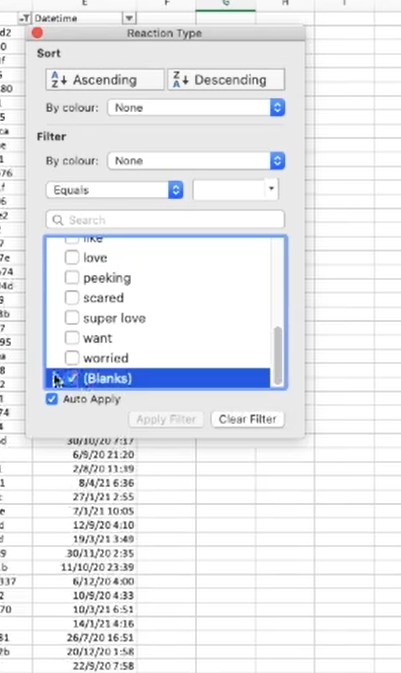 E F G H I
Datetime
Reaction Type
Sort
A Z Ascending Z A Descending
By colour: None
Filter
By colour: None
Equals
Search
like
love
peeking
scared
super love
want
worried
(Blanks)
Auto Apply
Apply Filter Clear Filter
30/10/20 7:17
6/9/20 21:20
2/8/20 11:39
8/4/21 6:36
27/1/21 2:55
7/1/21 10:05
12/9/20 4:10
19/3/21 3:49
30/11/20 2:35
11/10/20 23:39
6/12/20 4:00
10/9/20 4:33
10/3/21 6:51
14/1/21 4:16
26/7/20 16:51
20/12/20 1:58
22/9/20 7:58